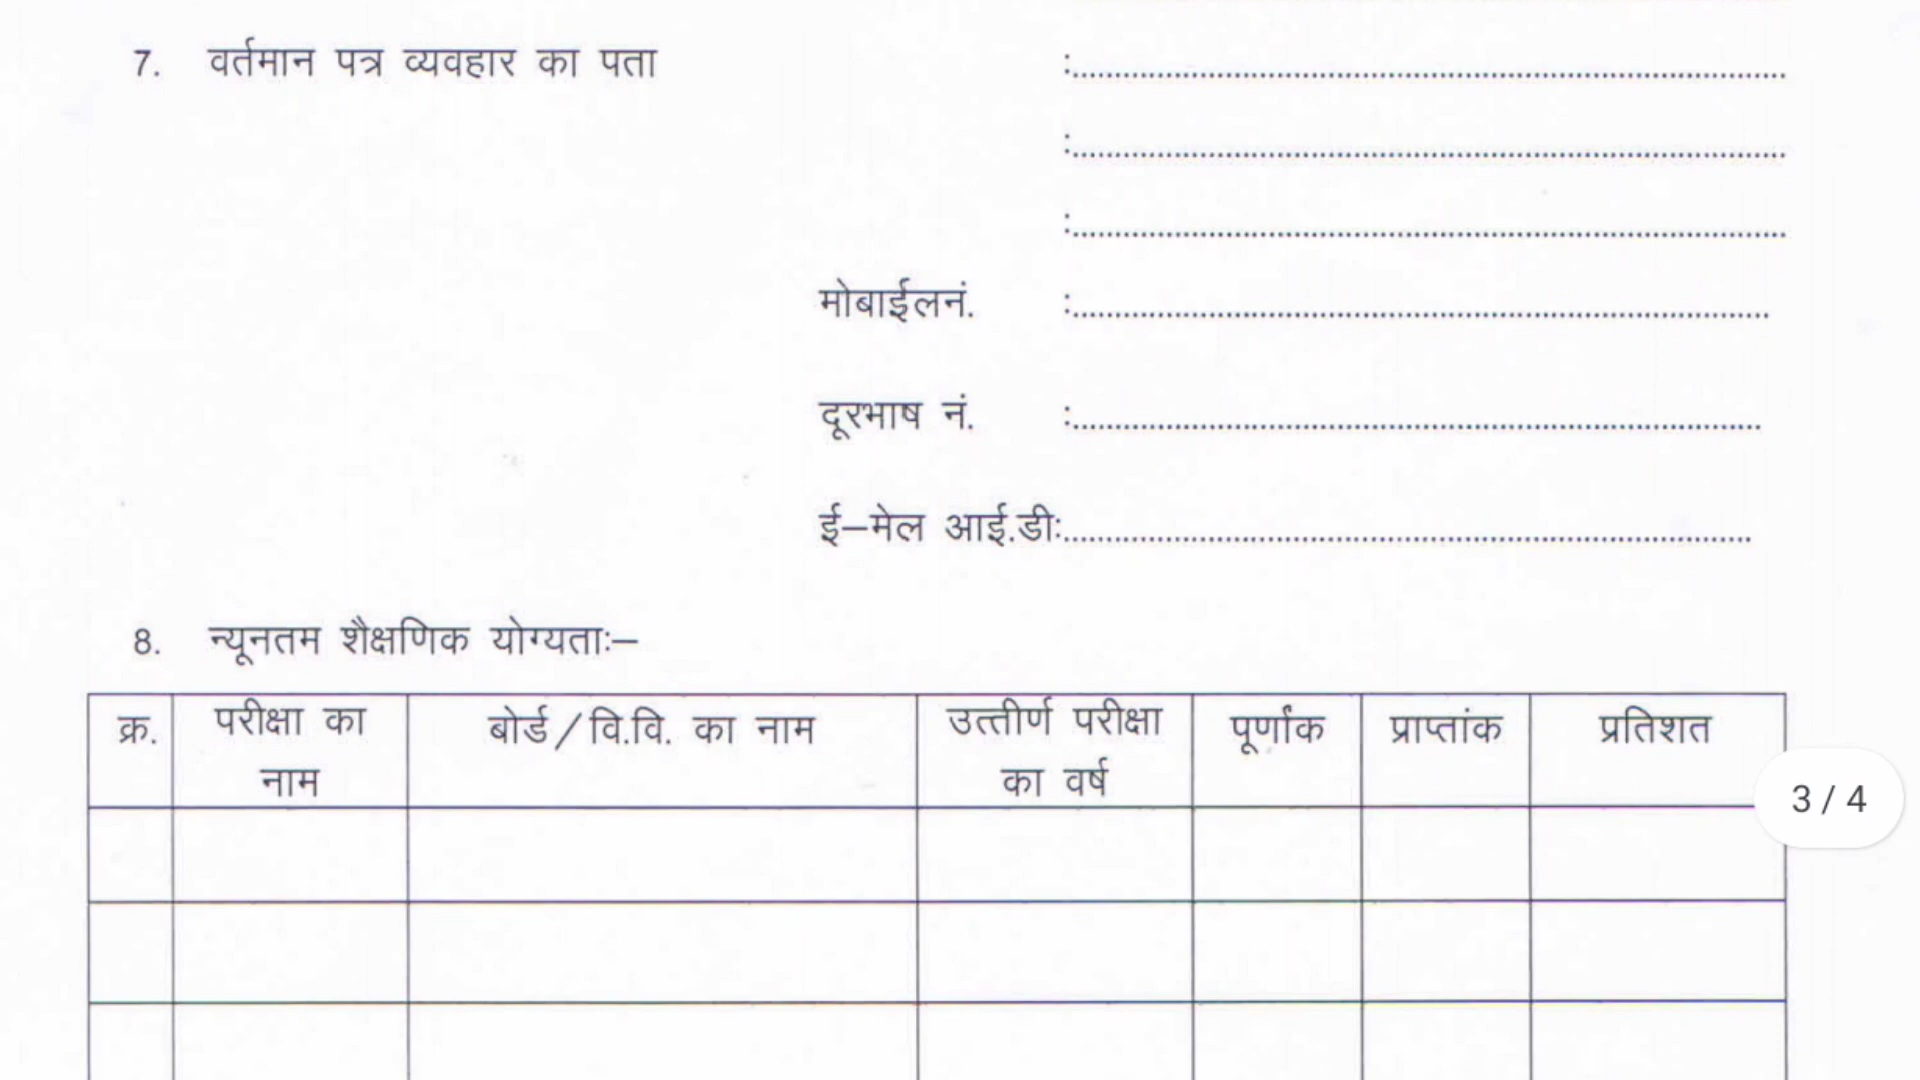 7. वर्तमान पत्र व्यवहार का पता :..............................
:..............................
:..............................
मोबाईलनं. :..............................
दूरभाष नं. :..............................
ई–मेल आई.डीः..............................
8. न्यूनतम शैक्षणिक योग्यताः–
क्र. परीक्षा का नाम बोर्ड/वि.वि. का नाम उत्तीर्ण परीक्षा का वर्ष पूर्णांक प्राप्तांक प्रतिशत
3 / 4